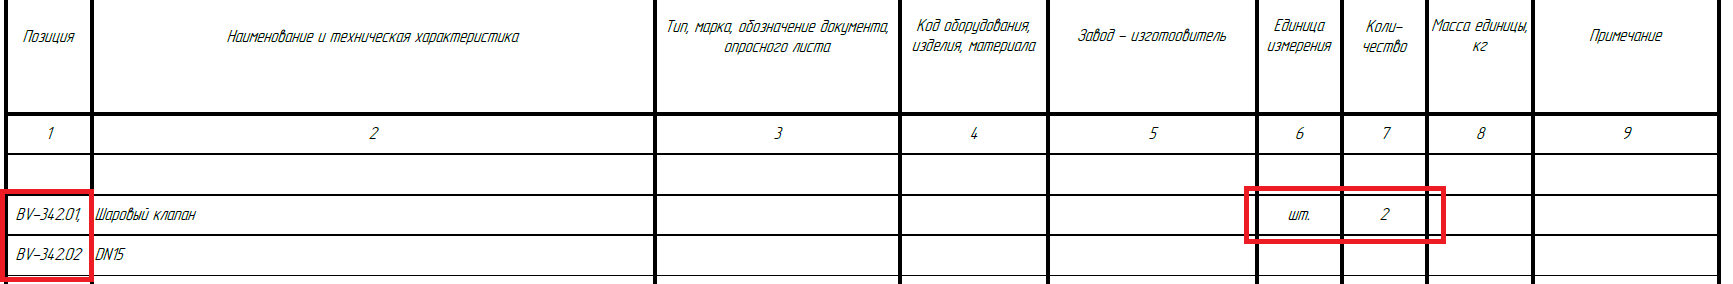 Позиция
Наименование и техническая характеристика
Тип, марка, обозначение документа,
опросного листа
Код оборудования,
изделия, материала
Завод - изготоовитель
Единица
измерения
Коли-
чество
Масса единицы,
кг
Примечание
1 2 3 4 5 6 7 8 9
BV-342.01, Шаровый клапан шт. 2
BV-342.02 DN15